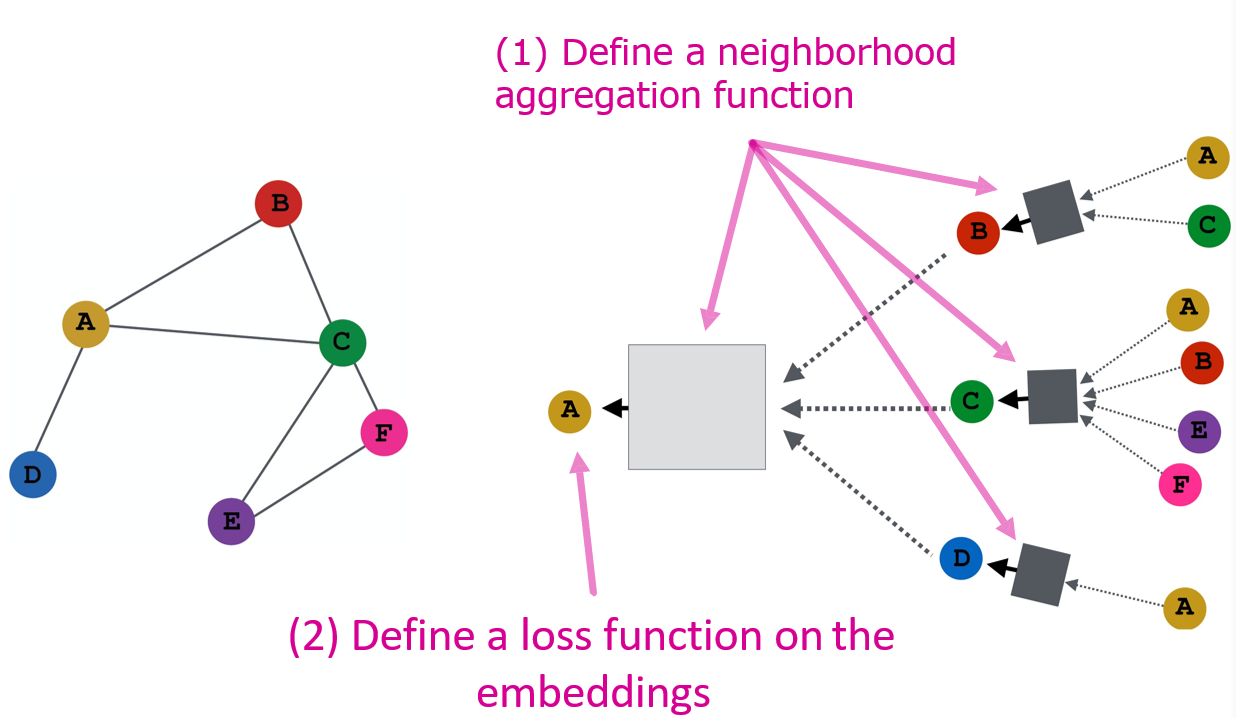 (1) Define a neighborhood
aggregation function
B
A
C
F
D
E
A
B
C
D
A
C
A
B
E
F
A
(2) Define a loss function on the
embeddings